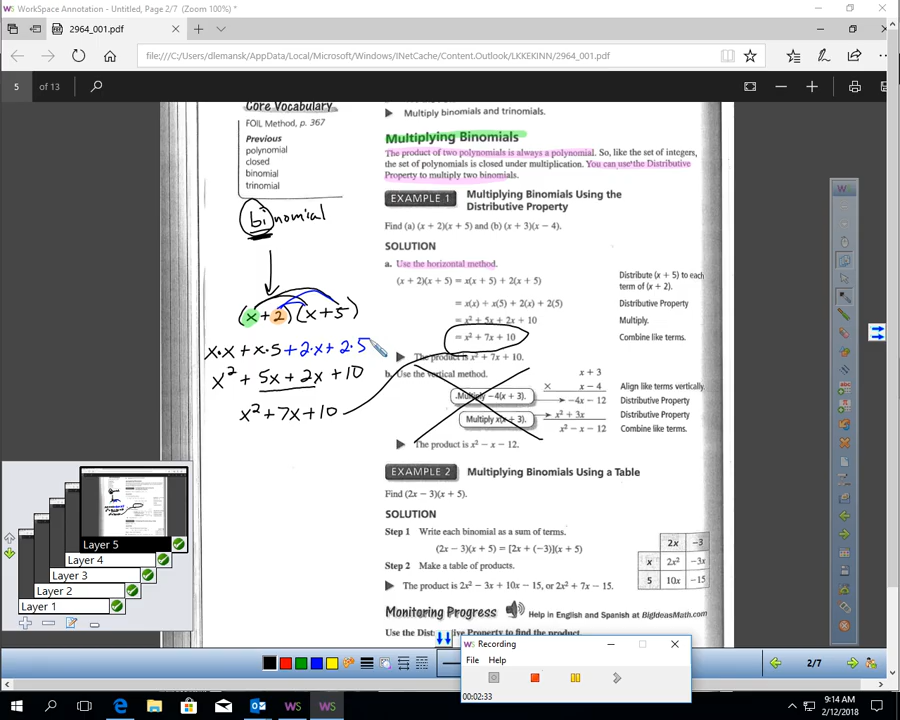 WorkSpace Annotation - Untitled, Page 2/7 (Zoom 100%) *
2964_001.pdf
file:///C:/Users/dlemansk/AppData/Local/Microsoft/Windows/INetCache/Content.Outlook/LKKEKINN/2964_001.pdf
5 of 13
Core Vocabulary
FOIL Method, p. 367
Previous
polynomial
closed
binomial
trinomial
binomial
(x + 2)(x + 5)
x•x + x•5 + 2•x + 2•5
x² + 5x + 2x + 10
x² + 7x + 10
Multiply binomials and trinomials.
Multiplying Binomials
The product of two polynomials is always a polynomial. So, like the set of integers,
the set of polynomials is closed under multiplication. You can use the Distributive
Property to multiply two binomials.
EXAMPLE 1 Multiplying Binomials Using the
Distributive Property
Find (a) (x + 2)(x + 5) and (b) (x + 3)(x − 4).
SOLUTION
a. Use the horizontal method.
(x + 2)(x + 5) = x(x + 5) + 2(x + 5) Distribute (x + 5) to each
term of (x + 2).
= x(x) + x(5) + 2(x) + 2(5) Distributive Property
= x² + 5x + 2x + 10 Multiply.
= x² + 7x + 10 Combine like terms.
The product is x² + 7x + 10.
b. Use the vertical method.
x + 3
× x − 4 Align like terms vertically.
Multiply −4(x + 3). −4x − 12 Distributive Property
Multiply x(x + 3). x² + 3x Distributive Property
x² − x − 12 Combine like terms.
The product is x² − x − 12.
EXAMPLE 2 Multiplying Binomials Using a Table
Find (2x − 3)(x + 5).
SOLUTION
Step 1 Write each binomial as a sum of terms.
(2x − 3)(x + 5) = [2x + (−3)](x + 5)
Step 2 Make a table of products.
2x −3
x 2x² −3x
5 10x −15
The product is 2x² − 3x + 10x − 15, or 2x² + 7x − 15.
Monitoring Progress Help in English and Spanish at BigIdeasMath.com
Use the Dist live Property to find the product
Layer 5
Layer 4
Layer 3
Layer 2
Layer 1
Recording
File Help
00:02:33
2/7
9:14 AM
2/12/2018